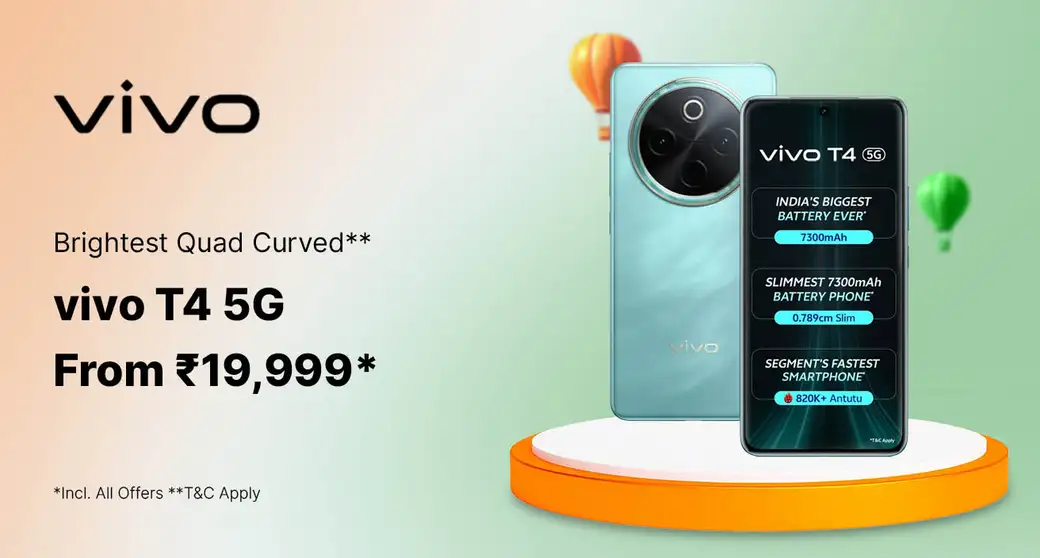 vivo
Brightest Quad Curved**
vivo T4 5G
From ₹19,999*
*Incl. All Offers **T&C Apply
vivo
vivo T4 5G
INDIA'S BIGGEST
BATTERY EVER*
7300mAh
SLIMMEST 7300mAh
BATTERY PHONE*
0.789cm Slim
SEGMENT'S FASTEST
SMARTPHONE*
820K+ Antutu
*T&C Apply